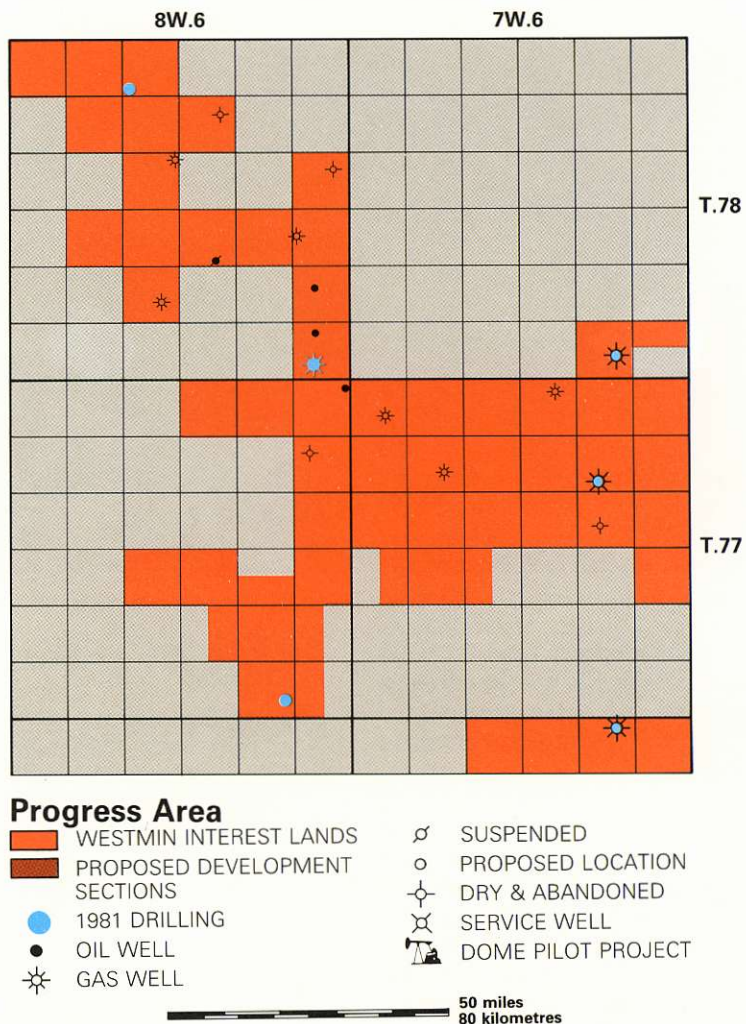 8W.6
7W.6
T.78
T.77
Progress Area
WESTMIN INTEREST LANDS
PROPOSED DEVELOPMENT
SECTIONS
1981 DRILLING
OIL WELL
GAS WELL
SUSPENDED
PROPOSED LOCATION
DRY & ABANDONED
SERVICE WELL
DOME PILOT PROJECT
50 miles
80 kilometres